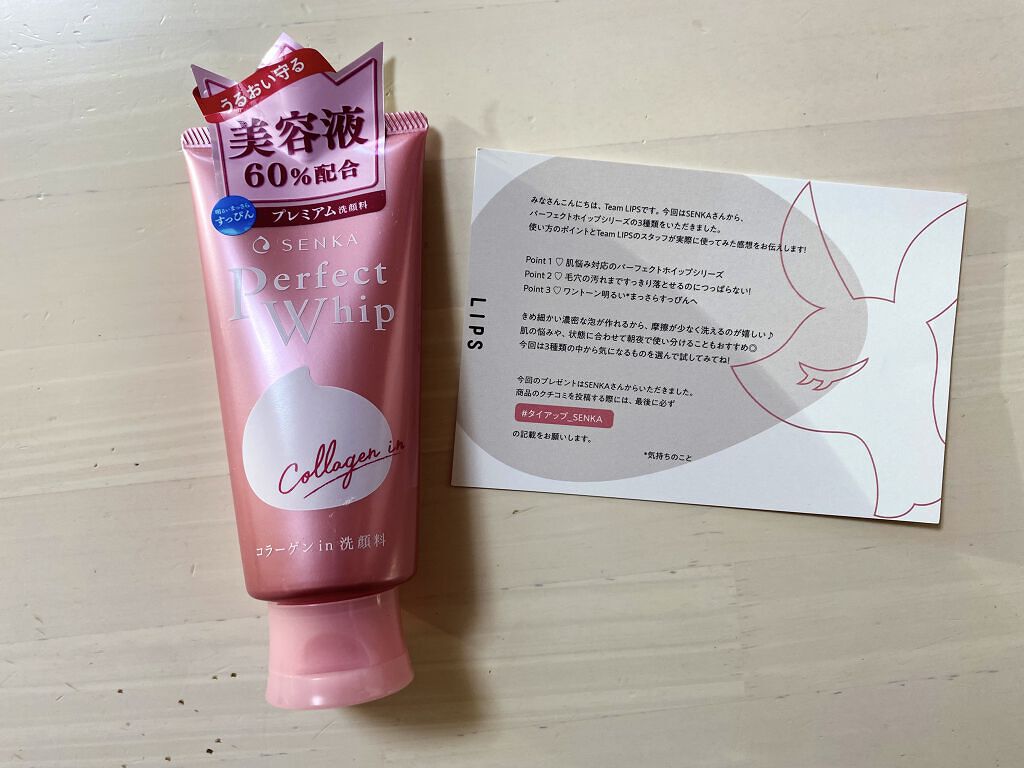 うるおい守る
美容液
60%配合
プレミアム洗顔料
明るいまっさら
すっぴん
SENKA
Perfect
Whip
Collagen in
コラーゲン in 洗顔料
LIPS
みなさんこんにちは、Team LIPSです。今回はSENKAさんから、
パーフェクトホイップシリーズの3種類をいただきました。
使い方のポイントとTeam LIPSのスタッフが実際に使ってみた感想をお伝えします!
Point 1 ♡ 肌悩み対応のパーフェクトホイップシリーズ
Point 2 ♡ 毛穴の汚れまですっきり落とせるのにつっぱらない!
Point 3 ♡ ワントーン明るい*まっさらすっぴんへ
きめ細かい濃密な泡が作れるから、摩擦が少なく洗えるのが嬉しい♪
肌の悩みや、状態に合わせて朝夜で使い分けることもおすすめ◎
今回は3種類の中から気になるものを選んで試してみてね!
今回のプレゼントはSENKAさんからいただきました。
商品のクチコミを投稿する際には、最後に必ず
#タイアップ_SENKA
の記載をお願いします。
*気持ちのこと